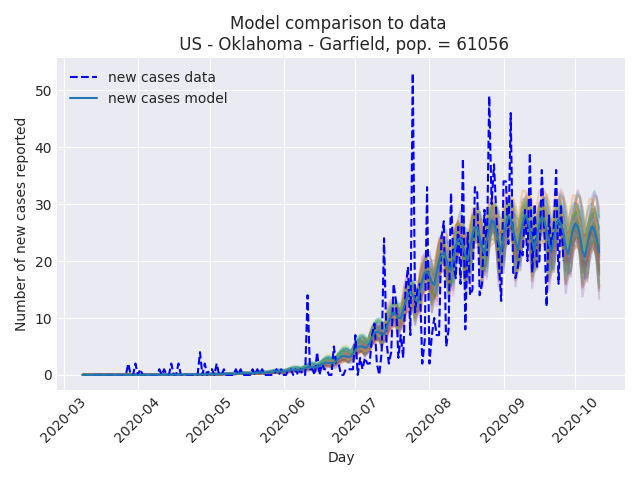 Model comparison to data
US - Oklahoma - Garfield, pop. = 61056
new cases data
new cases model
Number of new cases reported
50
40
30
20
10
0
2020-03
2020-04
2020-05
2020-06
2020-07
2020-08
2020-09
2020-10
Day